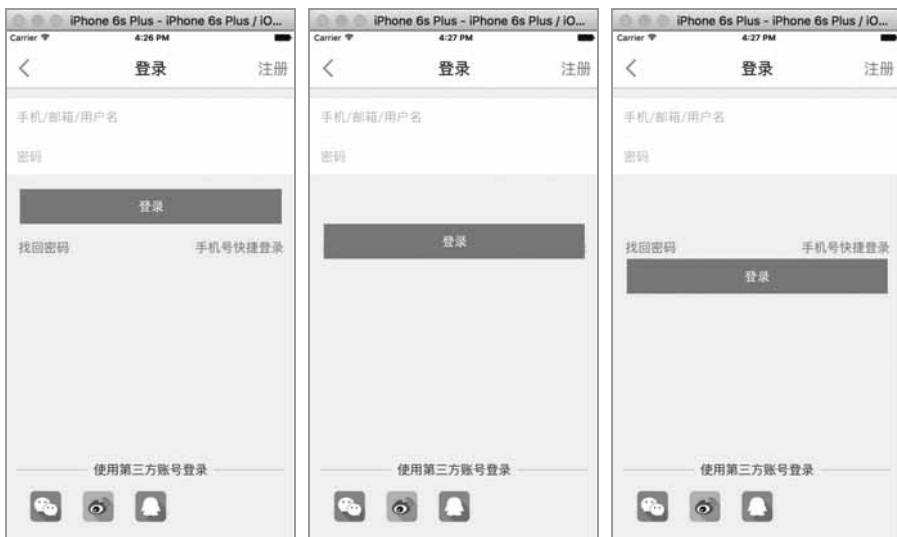 iPhone 6s Plus - iPhone 6s Plus / iO...
Carrier 4:26 PM
登录 注册
手机/邮箱/用户名
密码
登录
找回密码 手机号快捷登录
使用第三方账号登录
iPhone 6s Plus - iPhone 6s Plus / iO...
Carrier 4:27 PM
登录 注册
手机/邮箱/用户名
密码
登录
使用第三方账号登录
iPhone 6s Plus - iPhone 6s Plus / iO...
Carrier 4:27 PM
登录 注册
手机/邮箱/用户名
密码
找回密码 手机号快捷登录
登录
使用第三方账号登录